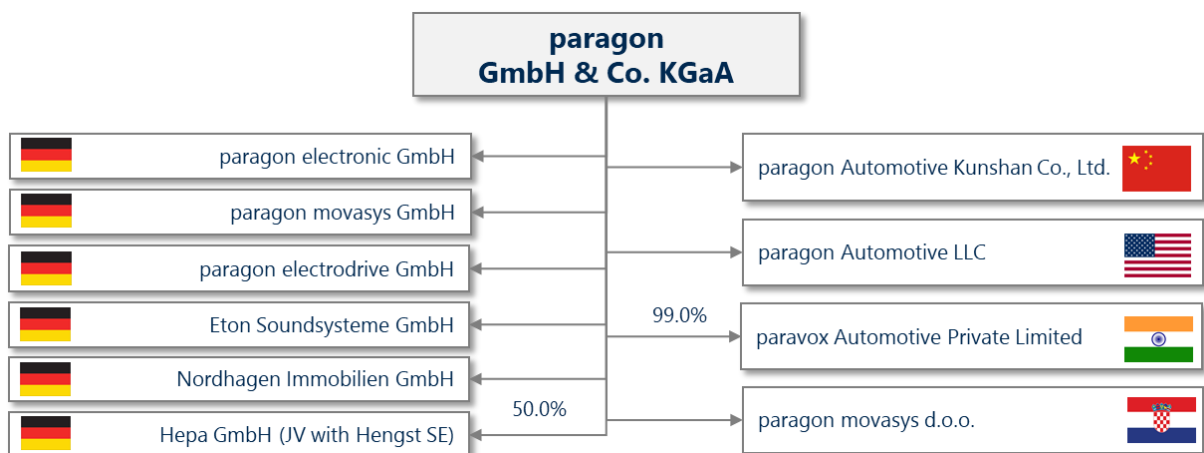 paragon
GmbH & Co. KGaA
paragon electronic GmbH
paragon movasys GmbH
paragon electrodrive GmbH
Eton Soundsysteme GmbH
Nordhagen Immobilien GmbH
50.0%
Hepa GmbH (JV with Hengst SE)
paragon Automotive Kunshan Co., Ltd.
paragon Automotive LLC
99.0%
paravox Automotive Private Limited
paragon movasys d.o.o.